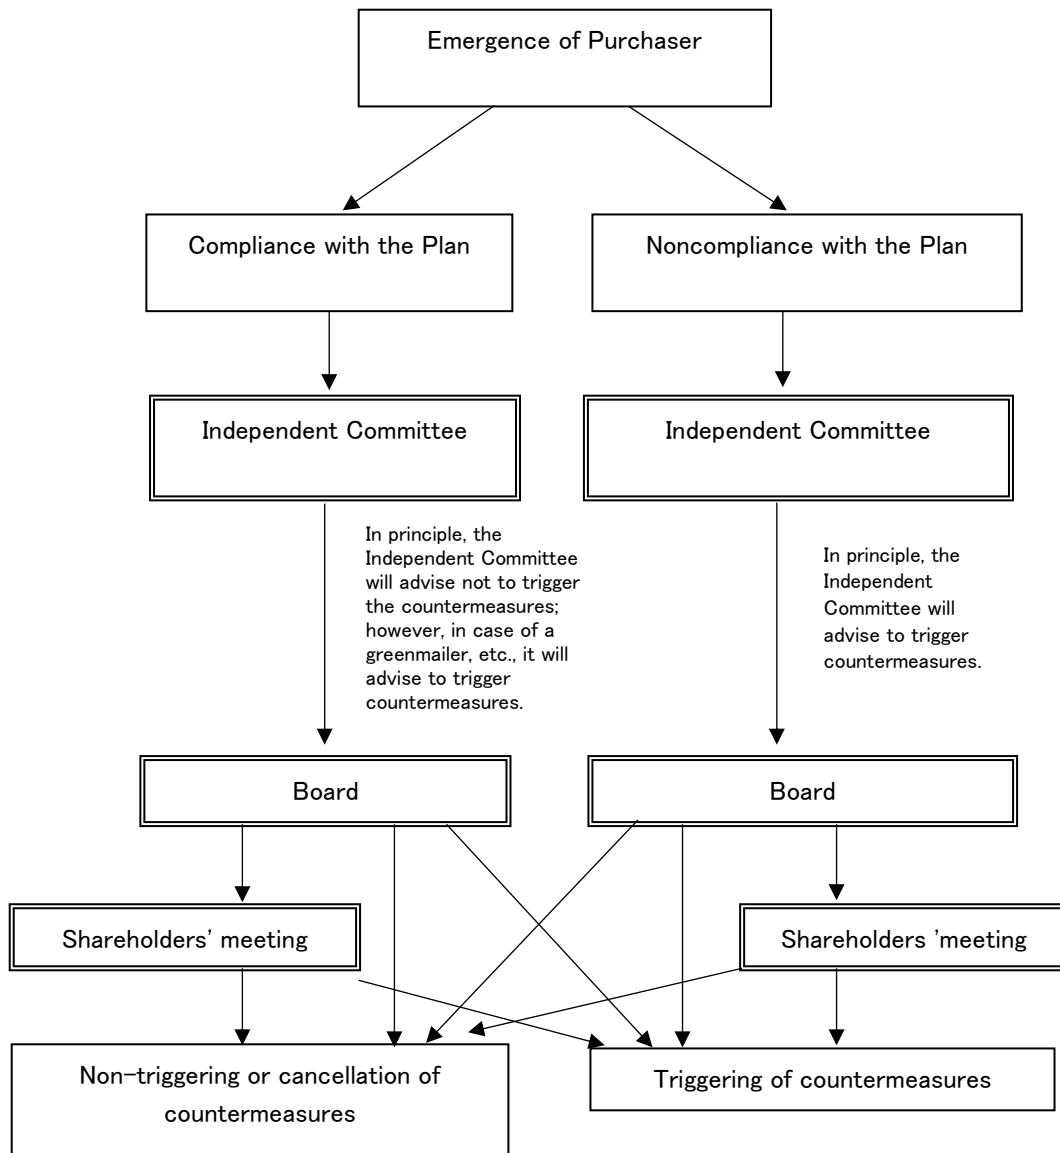 Emergence of Purchaser
Compliance with the Plan
Noncompliance with the Plan
Independent Committee
Independent Committee
In principle, the
Independent Committee
will advise not to trigger
the countermeasures;
however, in case of a
greenmailer, etc., it will
advise to trigger
countermeasures.
In principle, the
Independent
Committee will
advise to trigger
countermeasures.
Board
Board
Shareholders' meeting
Shareholders 'meeting
Non-triggering or cancellation of
countermeasures
Triggering of countermeasures